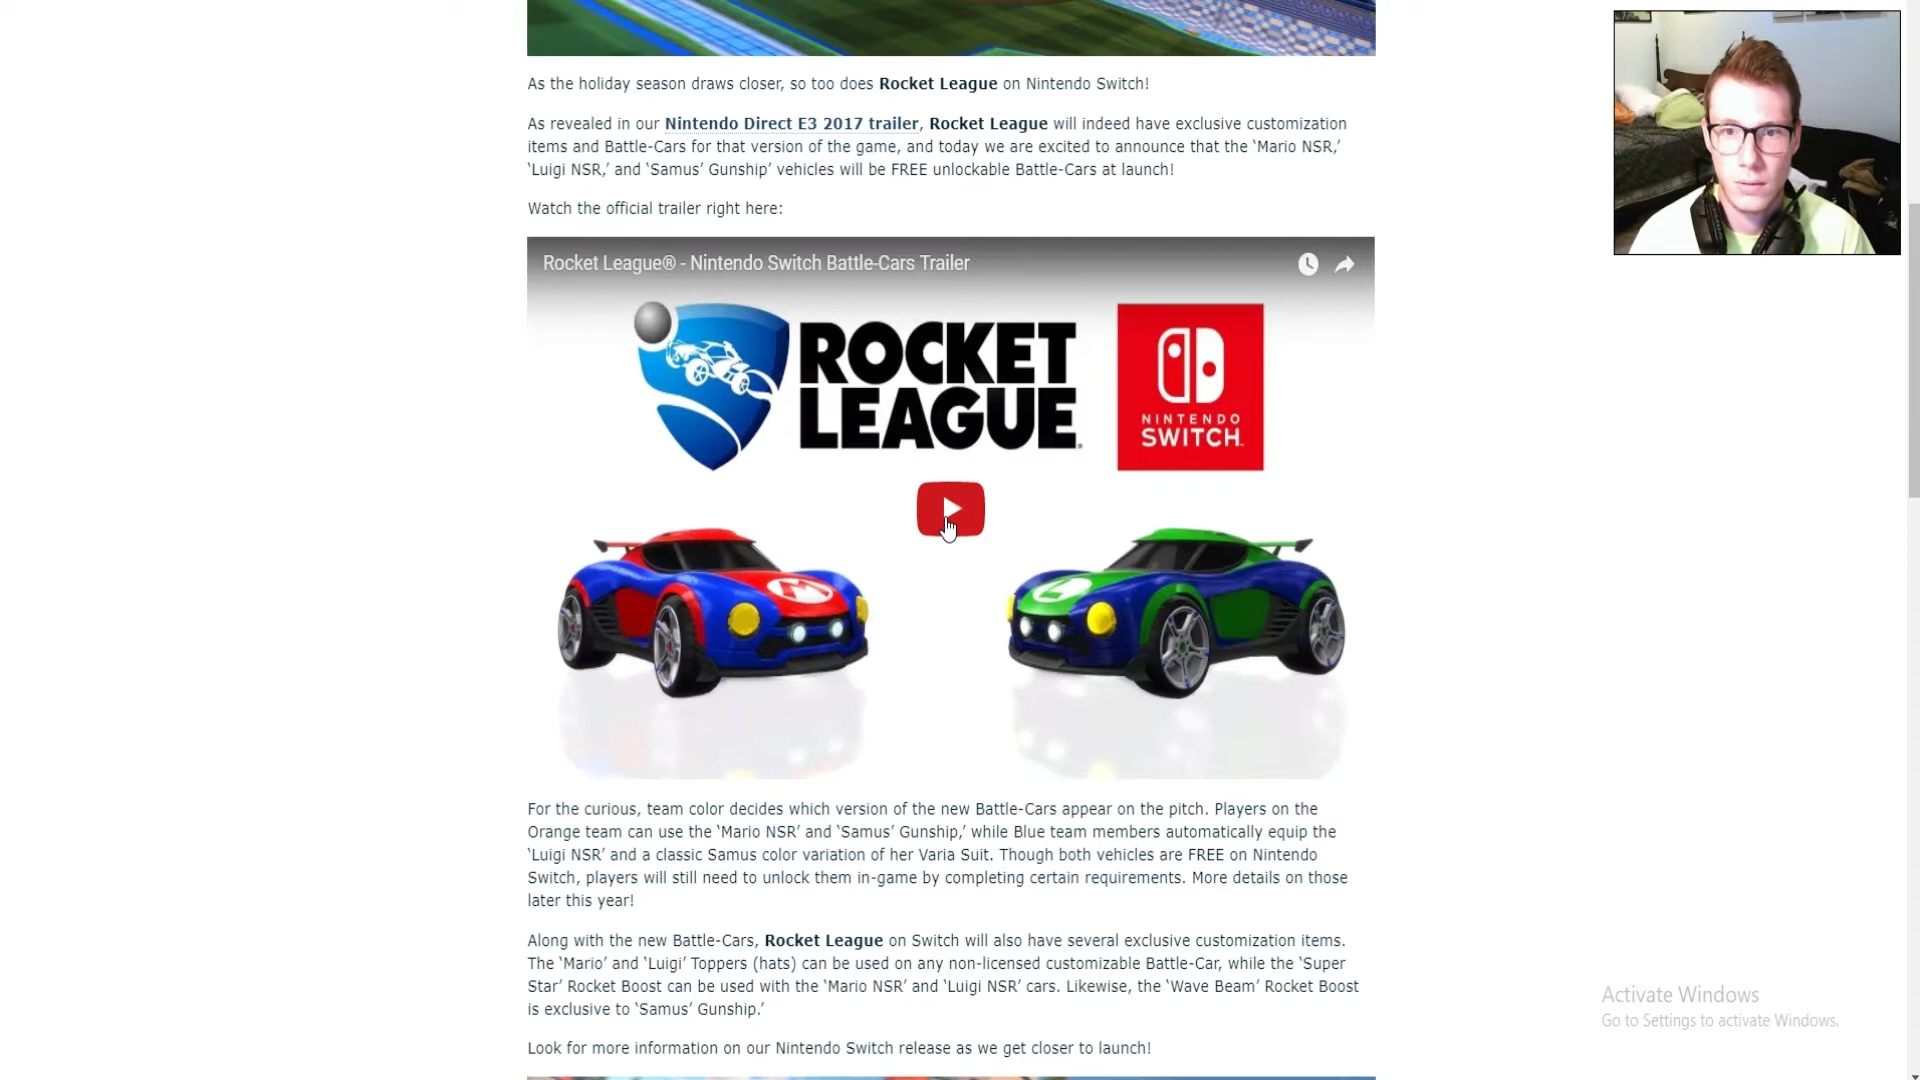 As the holiday season draws closer, so too does Rocket League on Nintendo Switch!
As revealed in our Nintendo Direct E3 2017 trailer, Rocket League will indeed have exclusive customization
items and Battle-Cars for that version of the game, and today we are excited to announce that the ‘Mario NSR,’
‘Luigi NSR,’ and ‘Samus’ Gunship’ vehicles will be FREE unlockable Battle-Cars at launch!
Watch the official trailer right here:
Rocket League® - Nintendo Switch Battle-Cars Trailer
ROCKET
LEAGUE
NINTENDO
SWITCH
M
L
For the curious, team color decides which version of the new Battle-Cars appear on the pitch. Players on the
Orange team can use the ‘Mario NSR’ and ‘Samus’ Gunship,’ while Blue team members automatically equip the
‘Luigi NSR’ and a classic Samus color variation of her Varia Suit. Though both vehicles are FREE on Nintendo
Switch, players will still need to unlock them in-game by completing certain requirements. More details on those
later this year!
Along with the new Battle-Cars, Rocket League on Switch will also have several exclusive customization items.
The ‘Mario’ and ‘Luigi’ Toppers (hats) can be used on any non-licensed customizable Battle-Car, while the ‘Super
Star’ Rocket Boost can be used with the ‘Mario NSR’ and ‘Luigi NSR’ cars. Likewise, the ‘Wave Beam’ Rocket Boost
is exclusive to ‘Samus’ Gunship.’
Look for more information on our Nintendo Switch release as we get closer to launch!
Activate Windows
Go to Settings to activate Windows.